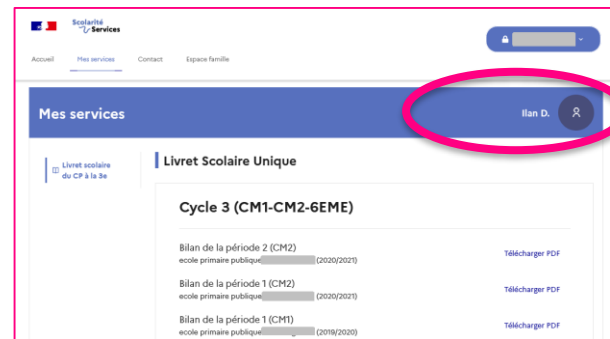 Scolarité
Services
Accueil Mes services Contact Espace famille
Mes services
Ilan D.
Livret scolaire
du CP à la 3e
Livret Scolaire Unique
Cycle 3 (CM1-CM2-6EME)
Bilan de la période 2 (CM2)
ecole primaire publique (2020/2021)
Télécharger PDF
Bilan de la période 1 (CM2)
ecole primaire publique (2020/2021)
Télécharger PDF
Bilan de la période 1 (CM1)
ecole primaire publique (2019/2020)
Télécharger PDF